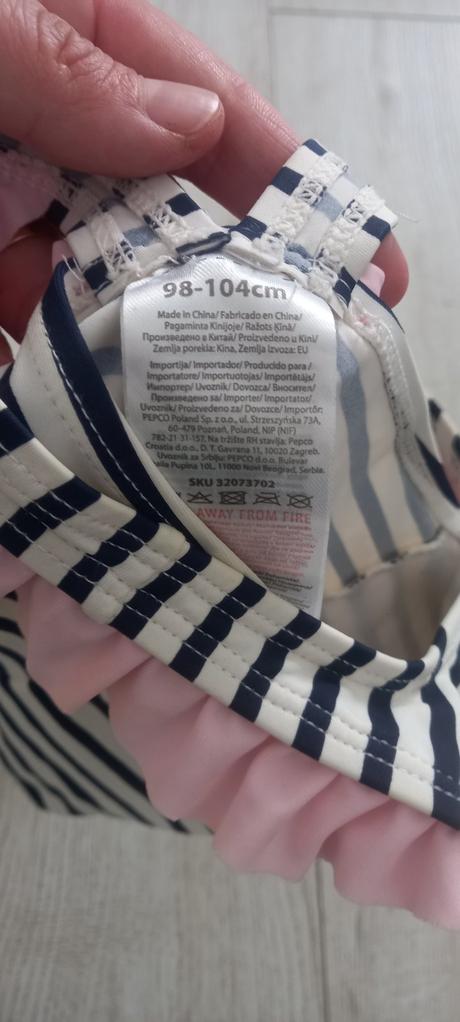 98-104cm
Made in China/ Fabricado en China/
Pagaminta Kinijoje/ Ražots Ķīnā/
Произведено в Китай/ Proizvedeno u Kini/
Zemlja porekla: Kina, Zemlja izvoza: EU
Importija/ Importador/ Producido para/
Importatore/ Importuotojas/ Importētājs/
Импортер/ Uvoznik/ Dovozca/ Вносител/
Произведено за/ Importer/ Importator/
Uvoznik/ Proizvedeno za/ Dovozce/ Importőr:
PEPCO Poland Sp. z o.o., ul. Strzeszyńska 73A,
60-479 Poznań, Poland, NIP (NIF)
782-21-31-157, Na tržište RH stavlja: Pepco
Croatia d.o.o., D. T. Gavrana 11, 10020 Zagreb.
Uvoznik za Srbiju: PEPCO d.o.o. Bulevar
aila Pupina 10L, 11000 Novi Beograd, Serbia.
SKU 32073702
AWAY FROM FIRE